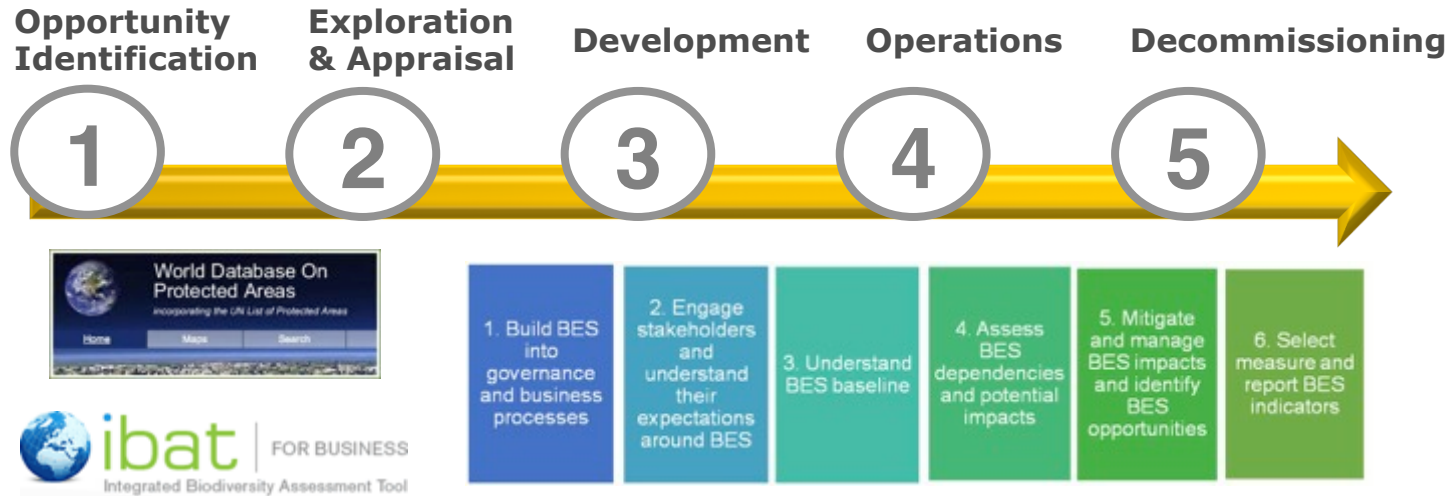 Opportunity
Identification
Exploration
& Appraisal
Development
Operations
Decommissioning
1
2
3
4
5
World Database On
Protected Areas
incorporating the UN List of Protected Areas
Home
Maps
Search
ibat
FOR BUSINESS
Integrated Biodiversity Assessment Tool
1. Build BES
into
governance
and business
processes
2. Engage
stakeholders
and
understand
their
expectations
around BES
3. Understand
BES baseline
4. Assess
BES
dependencies
and potential
impacts
5. Mitigate
and manage
BES impacts
and identify
BES
opportunities
6. Select
measure and
report BES
indicators